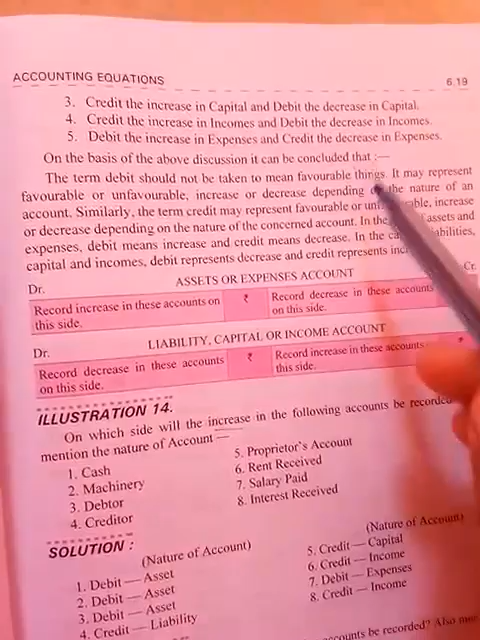 ACCOUNTING EQUATIONS 6.19
3. Credit the increase in Capital and Debit the decrease in Capital.
4. Credit the increase in Incomes and Debit the decrease in Incomes.
5. Debit the increase in Expenses and Credit the decrease in Expenses.
On the basis of the above discussion it can be concluded that :—
The term debit should not be taken to mean favourable things. It may represent
favourable or unfavourable, increase or decrease depending the nature of an
account. Similarly, the term credit may represent favourable or increase
or decrease depending on the nature of the concerned account. In the of assets and
expenses, debit means increase and credit means decrease. In the
capital and incomes, debit represents decrease and credit represents
Dr. ASSETS OR EXPENSES ACCOUNT Cr.
Record increase in these accounts on ₹ Record decrease in these accounts
this side. on this side.
Dr. LIABILITY, CAPITAL OR INCOME ACCOUNT
Record decrease in these accounts ₹ Record increase in these accounts
on this side. this side.
ILLUSTRATION 14.
On which side will the increase in the following accounts be
mention the nature of Account —
1. Cash 5. Proprietor's Account
2. Machinery 6. Rent Received
3. Debtor 7. Salary Paid
4. Creditor 8. Interest Received
SOLUTION :
(Nature of Account) (Nature of Account)
1. Debit — Asset 5. Credit — Capital
2. Debit — Asset 6. Credit — Income
3. Debit — Asset 7. Debit — Expenses
4. Credit — Liability 8. Credit — Income
accounts be recorded? Also